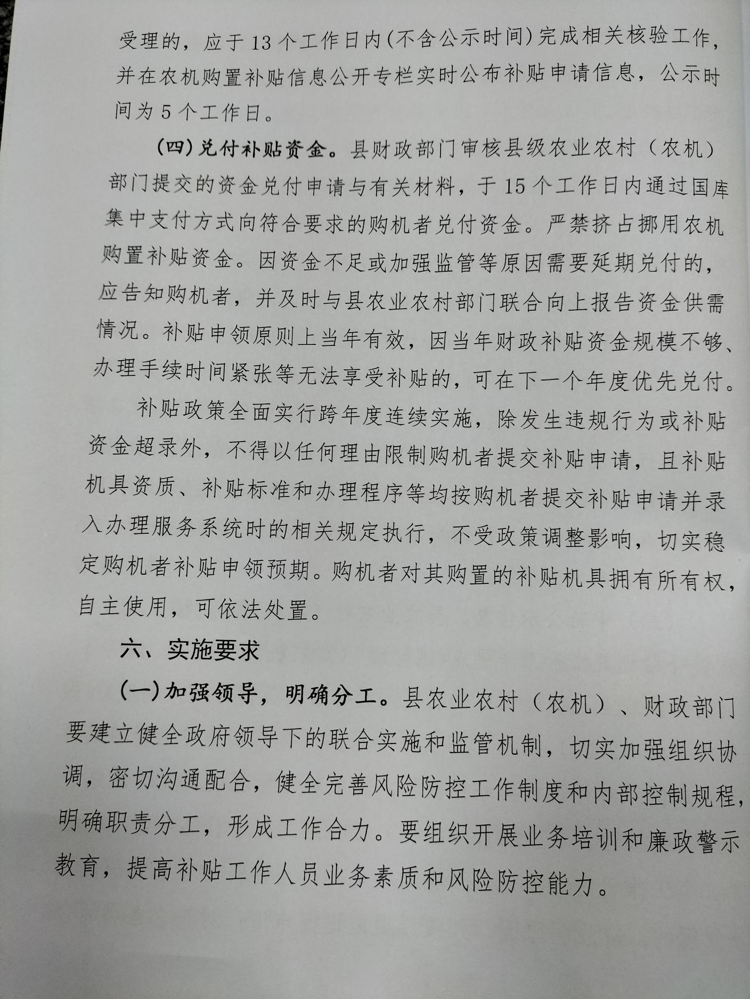 受理的，应于 13 个工作日内(不含公示时间)完成相关核验工作，
并在农机购置补贴信息公开专栏实时公布补贴申请信息，公示时
间为 5 个工作日。
(四)兑付补贴资金。县财政部门审核县级农业农村（农机）
部门提交的资金兑付申请与有关材料，于 15 个工作日内通过国库
集中支付方式向符合要求的购机者兑付资金。严禁挤占挪用农机
购置补贴资金。因资金不足或加强监管等原因需要延期兑付的，
应告知购机者，并及时与县农业农村部门联合向上报告资金供需
情况。补贴申领原则上当年有效，因当年财政补贴资金规模不够、
办理手续时间紧张等无法享受补贴的，可在下一个年度优先兑付。
补贴政策全面实行跨年度连续实施，除发生违规行为或补贴
资金超录外，不得以任何理由限制购机者提交补贴申请，且补贴
机具资质、补贴标准和办理程序等均按购机者提交补贴申请并录
入办理服务系统时的相关规定执行，不受政策调整影响，切实稳
定购机者补贴申领预期。购机者对其购置的补贴机具拥有所有权，
自主使用，可依法处置。
六、实施要求
(一)加强领导，明确分工。县农业农村（农机）、财政部门
要建立健全政府领导下的联合实施和监管机制，切实加强组织协
调，密切沟通配合，健全完善风险防控工作制度和内部控制规程，
明确职责分工，形成工作合力。要组织开展业务培训和廉政警示
教育，提高补贴工作人员业务素质和风险防控能力。